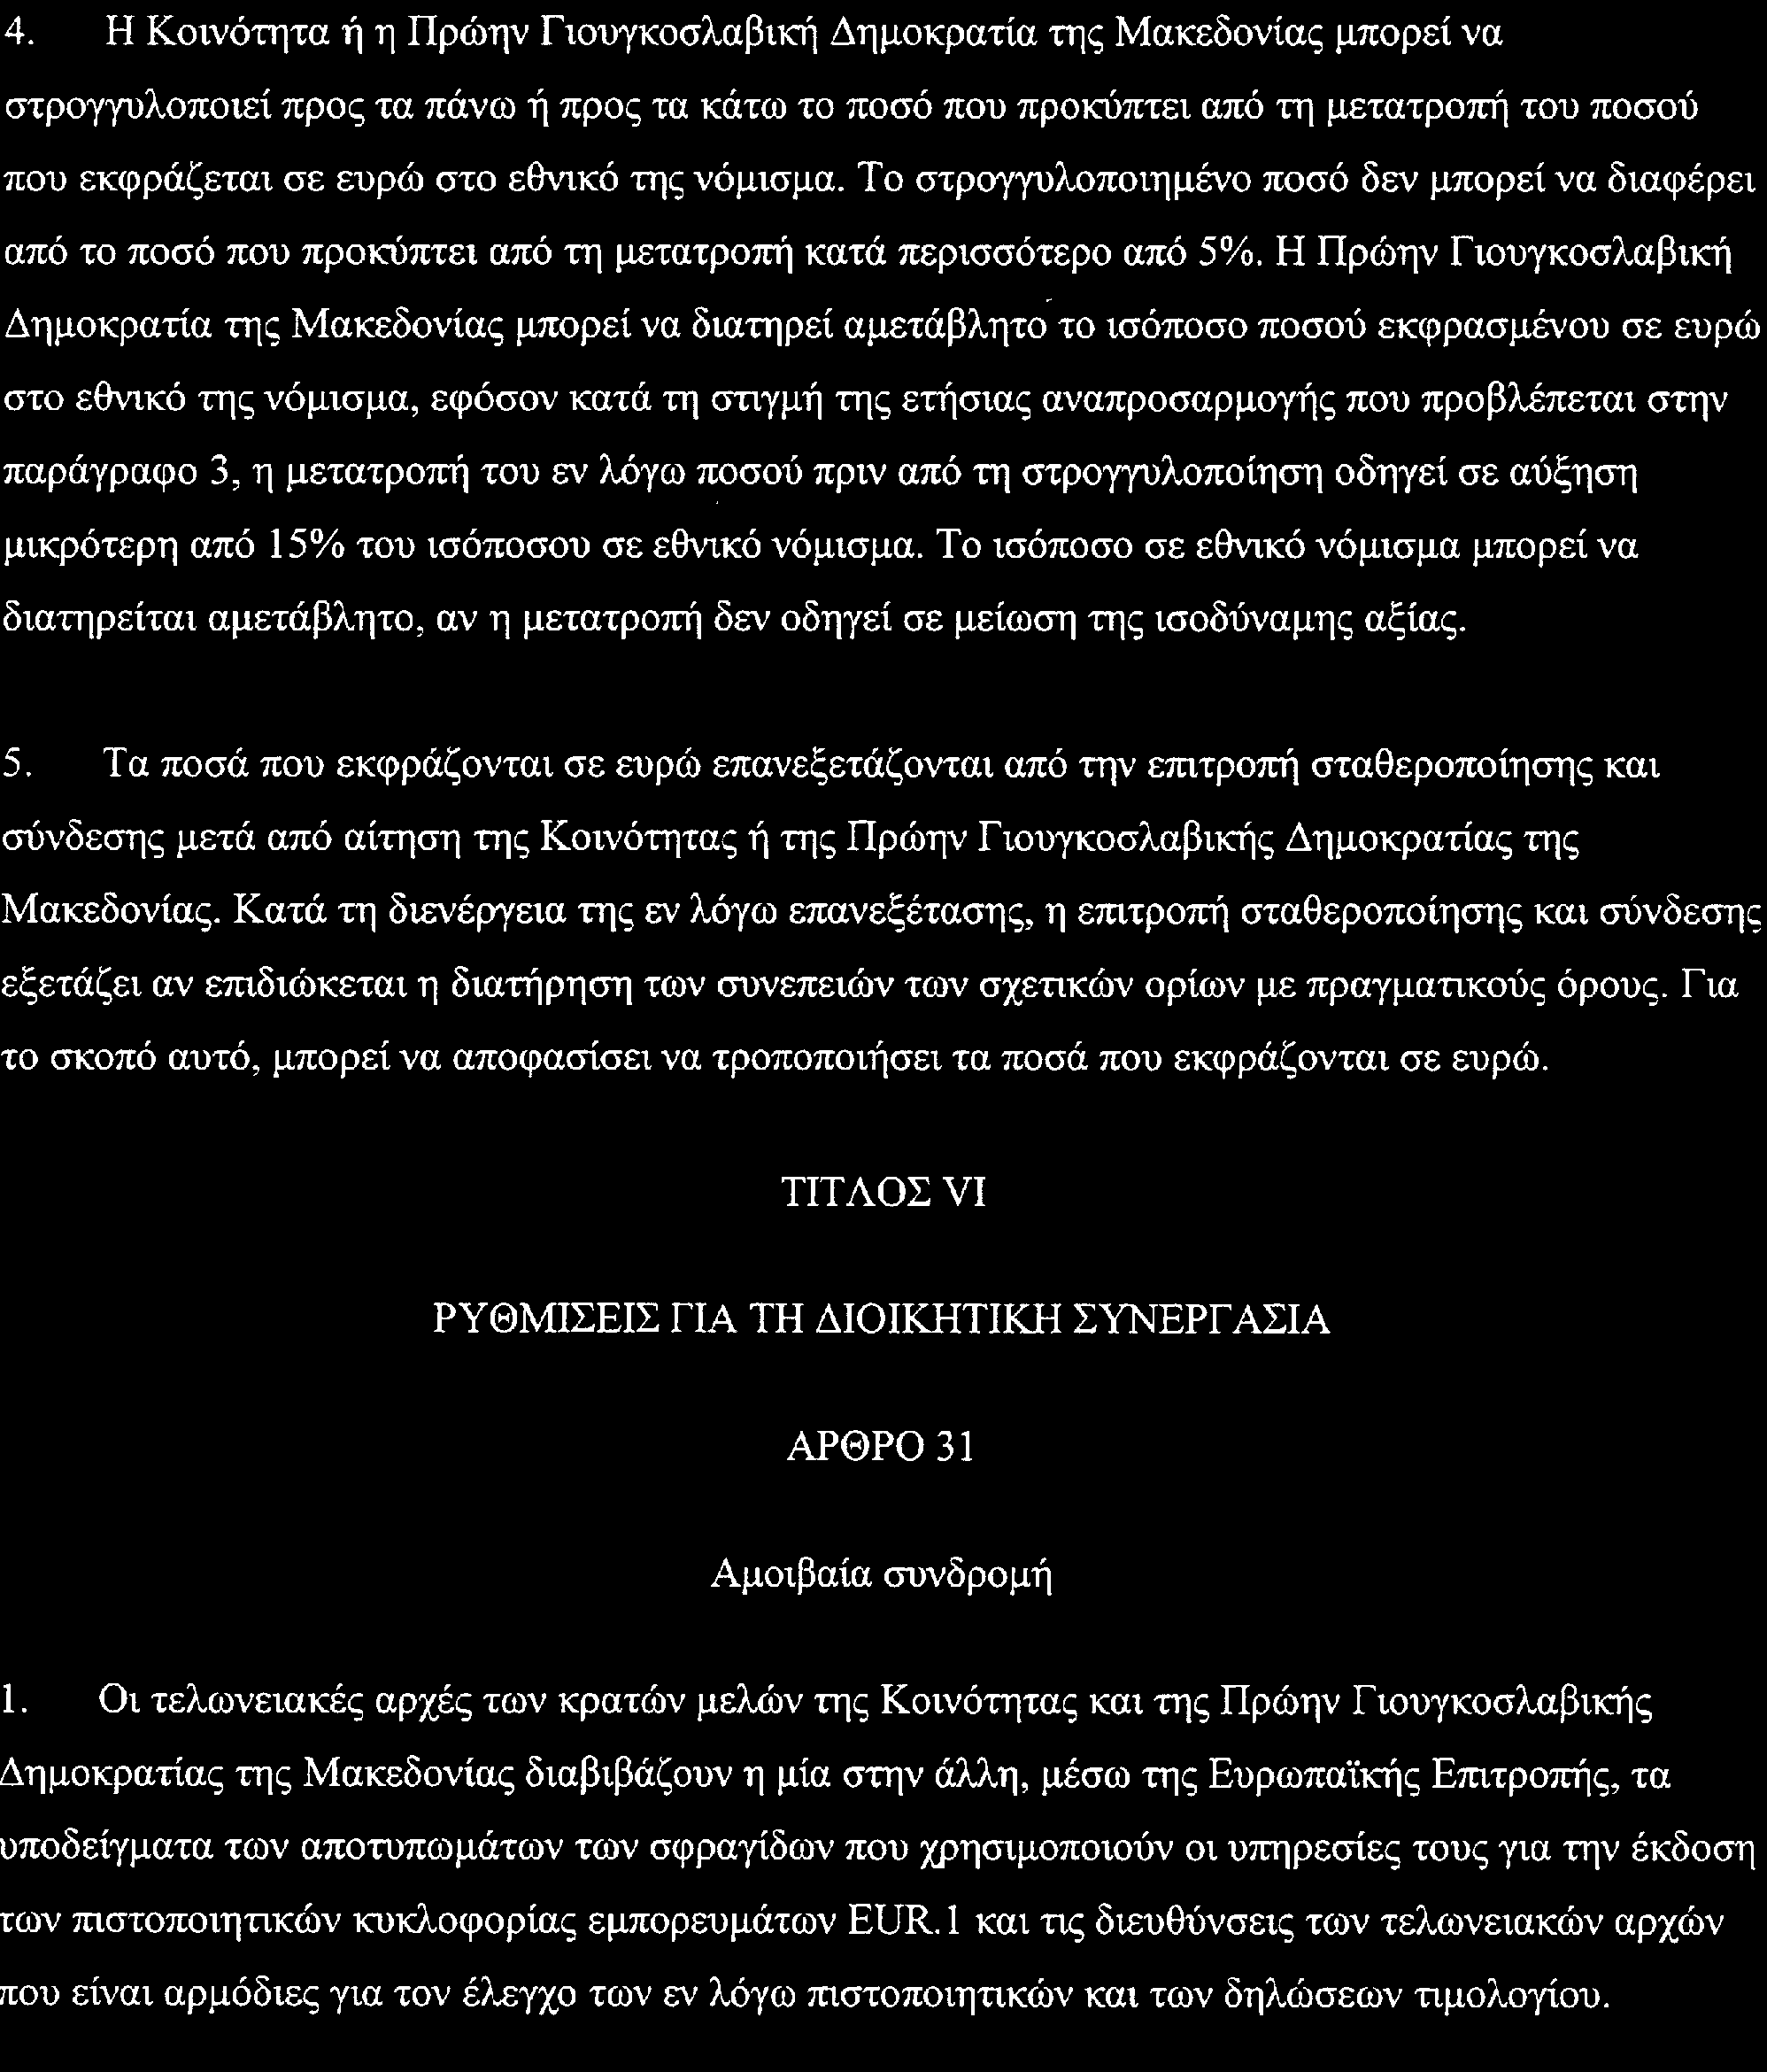 4. Η Κοινότητα ή η Πρώην Γιουγκοσλαβική Δημοκρατία της Μακεδονίας μπορεί να
στρογγυλοποιεί προς τα πάνω ή προς τα κάτω το ποσό που προκύπτει από τη μετατροπή του ποσού
που εκφράζεται σε ευρώ στο εθνικό της νόμισμα. Το στρογγυλοποιημένο ποσό δεν μπορεί να διαφέρει
από το ποσό που προκύπτει από τη μετατροπή κατά περισσότερο από 5%. Η Πρώην Γιουγκοσλαβική
Δημοκρατία της Μακεδονίας μπορεί να διατηρεί αμετάβλητο το ισόποσο ποσού εκφρασμένου σε ευρώ
στο εθνικό της νόμισμα, εφόσον κατά τη στιγμή της ετήσιας αναπροσαρμογής που προβλέπεται στην
παράγραφο 3, η μετατροπή του εν λόγω ποσού πριν από τη στρογγυλοποίηση οδηγεί σε αύξηση
μικρότερη από 15% του ισόποσου σε εθνικό νόμισμα. Το ισόποσο σε εθνικό νόμισμα μπορεί να
διατηρείται αμετάβλητο, αν η μετατροπή δεν οδηγεί σε μείωση της ισοδύναμης αξίας.
5. Τα ποσά που εκφράζονται σε ευρώ επανεξετάζονται από την επιτροπή σταθεροποίησης και
σύνδεσης μετά από αίτηση της Κοινότητας ή της Πρώην Γιουγκοσλαβικής Δημοκρατίας της
Μακεδονίας. Κατά τη διενέργεια της εν λόγω επανεξέτασης, η επιτροπή σταθεροποίησης και σύνδεσης
εξετάζει αν επιδιώκεται η διατήρηση των συνεπειών των σχετικών ορίων με πραγματικούς όρους. Για
το σκοπό αυτό, μπορεί να αποφασίσει να τροποποιήσει τα ποσά που εκφράζονται σε ευρώ.
ΤΙΤΛΟΣ VI
ΡΥΘΜΙΣΕΙΣ ΓΙΑ ΤΗ ΔΙΟΙΚΗΤΙΚΗ ΣΥΝΕΡΓΑΣΙΑ
ΑΡΘΡΟ 31
Αμοιβαία συνδρομή
1. Οι τελωνειακές αρχές των κρατών μελών της Κοινότητας και της Πρώην Γιουγκοσλαβικής
Δημοκρατίας της Μακεδονίας διαβιβάζουν η μία στην άλλη, μέσω της Ευρωπαϊκής Επιτροπής, τα
υποδείγματα των αποτυπωμάτων των σφραγίδων που χρησιμοποιούν οι υπηρεσίες τους για την έκδοση
των πιστοποιητικών κυκλοφορίας εμπορευμάτων EUR.1 και τις διευθύνσεις των τελωνειακών αρχών
που είναι αρμόδιες για τον έλεγχο των εν λόγω πιστοποιητικών και των δηλώσεων τιμολογίου.